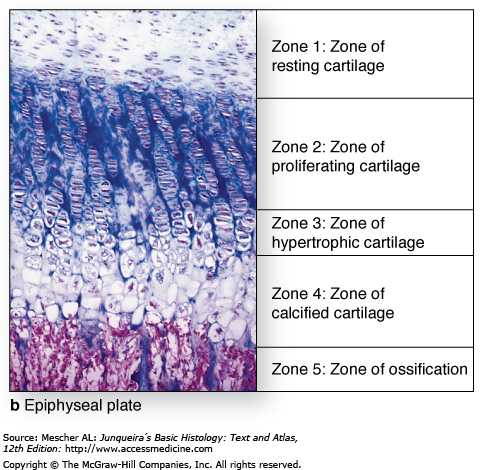 Zone 1: Zone of
resting cartilage
Zone 2: Zone of
proliferating cartilage
Zone 3: Zone of
hypertrophic cartilage
Zone 4: Zone of
calcified cartilage
Zone 5: Zone of ossification
b Epiphyseal plate
Source: Mescher AL: Junqueira´s Basic Histology: Text and Atlas,
12th Edition: http://www.accessmedicine.com
Copyright © The McGraw-Hill Companies, Inc. All rights reserved.